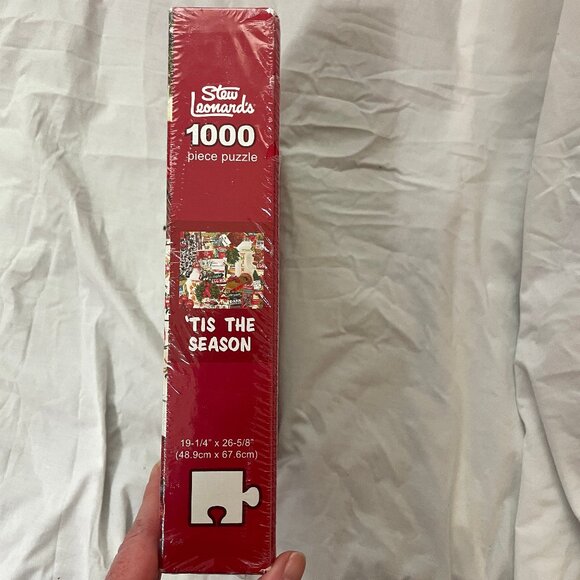 Stew
Leonard's
1000
piece puzzle
'TIS THE
SEASON
19-1/4" x 26-5/8"
(48.9cm x 67.6cm)